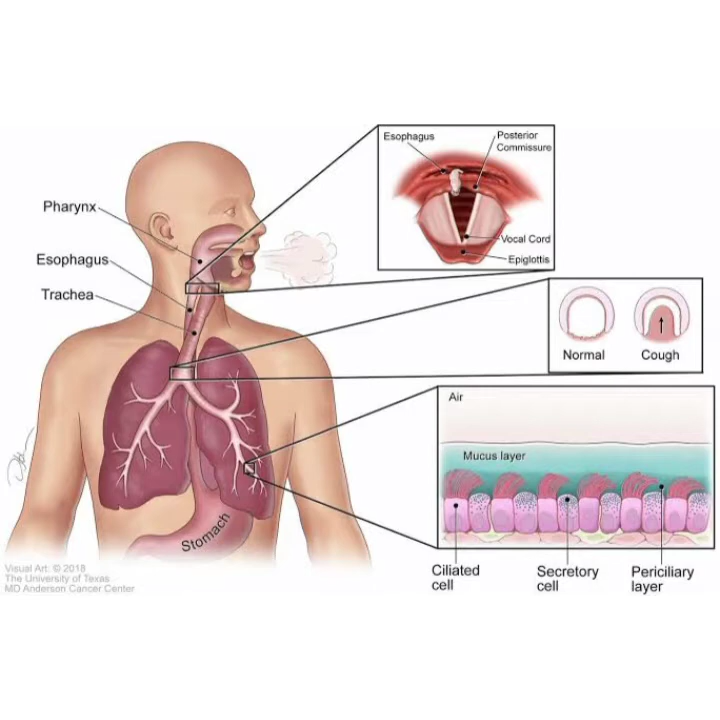 Pharynx
Esophagus
Trachea
Stomach
Esophagus
Posterior
Commissure
Vocal Cord
Epiglottis
Normal
Cough
Air
Mucus layer
Ciliated
cell
Secretory
cell
Periciliary
layer
Visual Art: © 2018
The University of Texas
MD Anderson Cancer Center